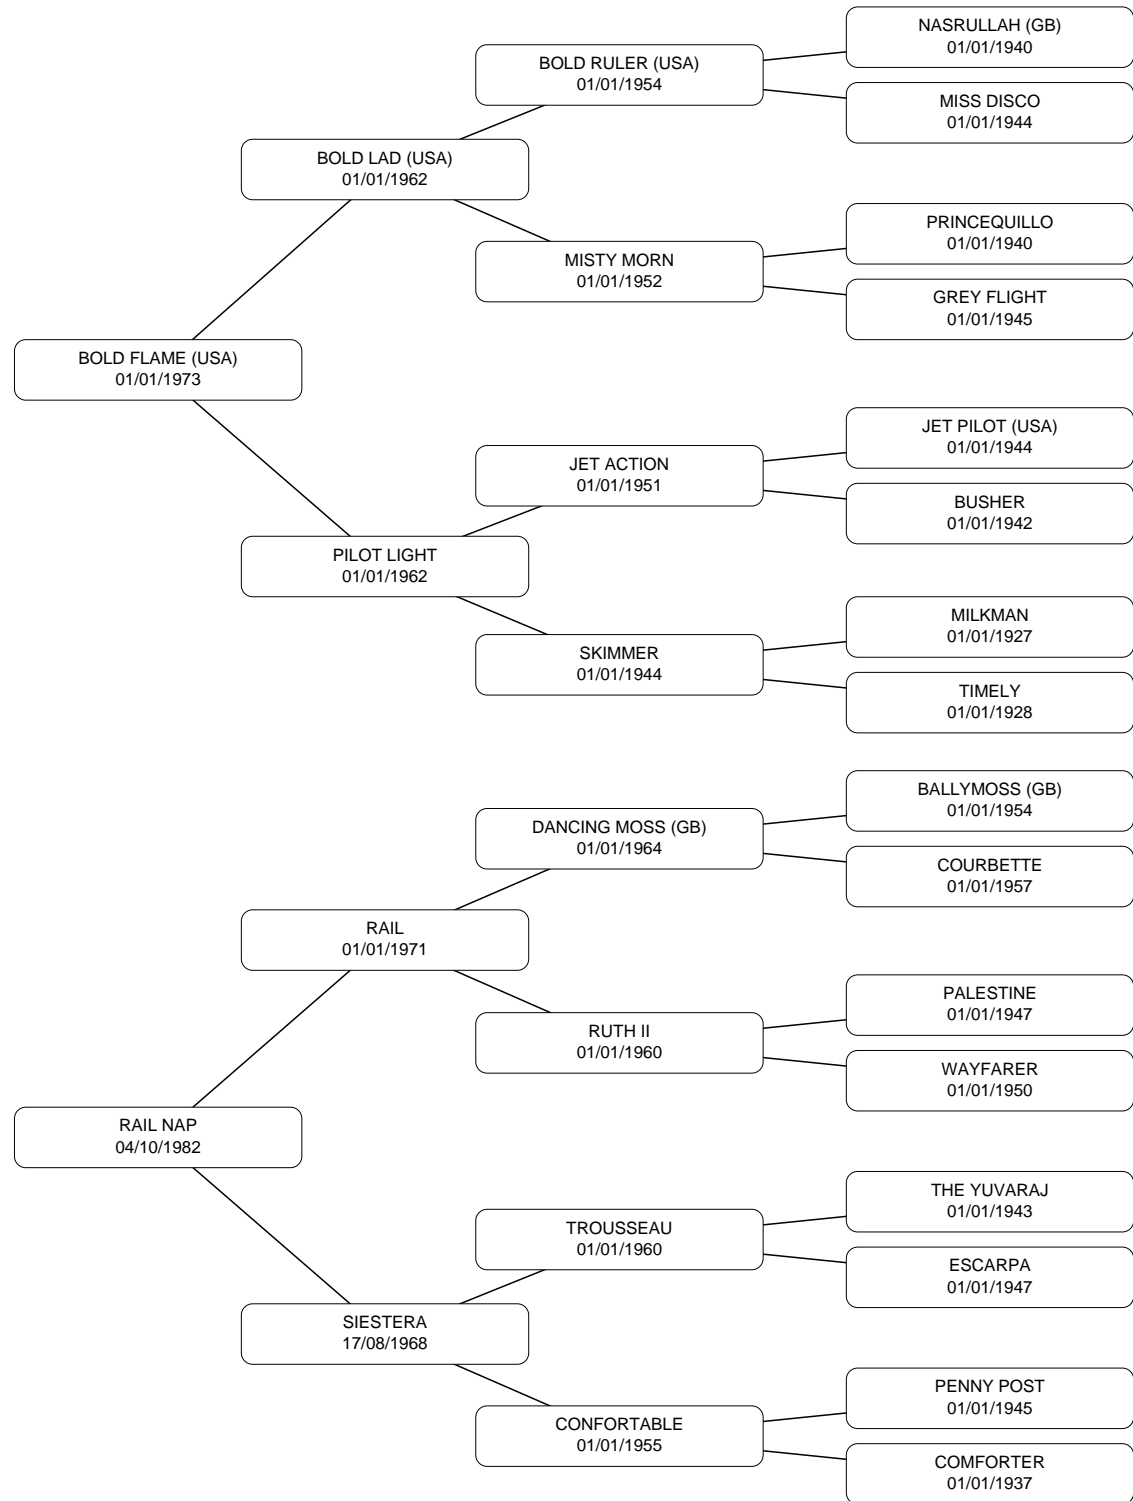 NASRULLAH (GB)
01/01/1940
BOLD RULER (USA)
01/01/1954
MISS DISCO
01/01/1944
BOLD LAD (USA)
01/01/1962
PRINCEQUILLO
01/01/1940
MISTY MORN
01/01/1952
GREY FLIGHT
01/01/1945
BOLD FLAME (USA)
01/01/1973
JET PILOT (USA)
01/01/1944
JET ACTION
01/01/1951
BUSHER
01/01/1942
PILOT LIGHT
01/01/1962
MILKMAN
01/01/1927
SKIMMER
01/01/1944
TIMELY
01/01/1928
BALLYMOSS (GB)
01/01/1954
DANCING MOSS (GB)
01/01/1964
COURBETTE
01/01/1957
RAIL
01/01/1971
PALESTINE
01/01/1947
RUTH II
01/01/1960
WAYFARER
01/01/1950
RAIL NAP
04/10/1982
THE YUVARAJ
01/01/1943
TROUSSEAU
01/01/1960
ESCARPA
01/01/1947
SIESTERA
17/08/1968
PENNY POST
01/01/1945
CONFORTABLE
01/01/1955
COMFORTER
01/01/1937